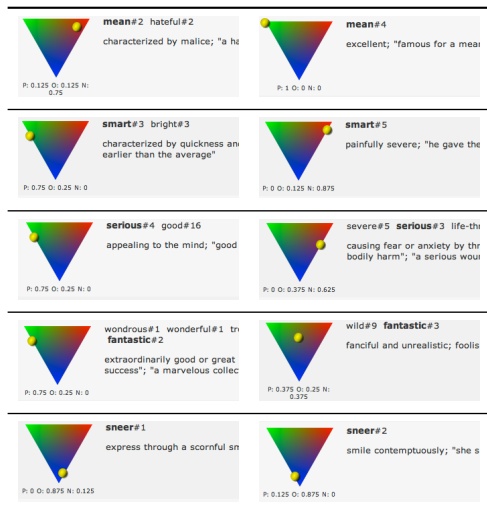 mean#2 hateful#2
characterized by malice; "a ha
P: 0.125 O: 0.125 N:
0.75
mean#4
excellent; "famous for a mean
P: 1 O: 0 N: 0
smart#3 bright#3
characterized by quickness and
earlier than the average"
P: 0.75 O: 0.25 N: 0
smart#5
painfully severe; "he gave the
P: 0 O: 0.125 N: 0.875
serious#4 good#16
appealing to the mind; "good
P: 0.75 O: 0.25 N: 0
severe#5 serious#3 life-thr
causing fear or anxiety by thr
bodily harm"; "a serious wour
P: 0 O: 0.375 N: 0.625
wondrous#1 wonderful#1 tr
fantastic#2
extraordinarily good or great
success"; "a marvelous collec
P: 0.75 O: 0.25 N: 0
wild#9 fantastic#3
fanciful and unrealistic; foolis
P: 0.375 O: 0.25 N:
0.375
sneer#1
express through a scornful sm
P: 0 O: 0.875 N: 0.125
sneer#2
smile contemptuously; "she s
P: 0.125 O: 0.875 N: 0